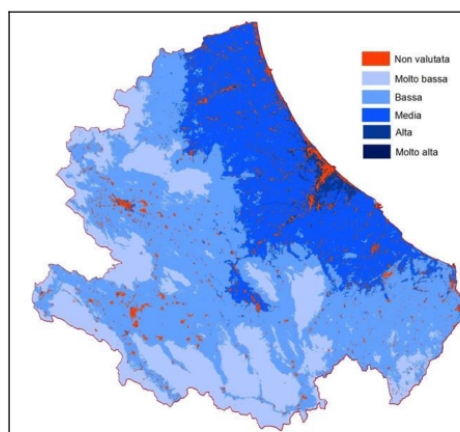 Non valutata
Molto bassa
Bassa
Media
Alta
Molto alta